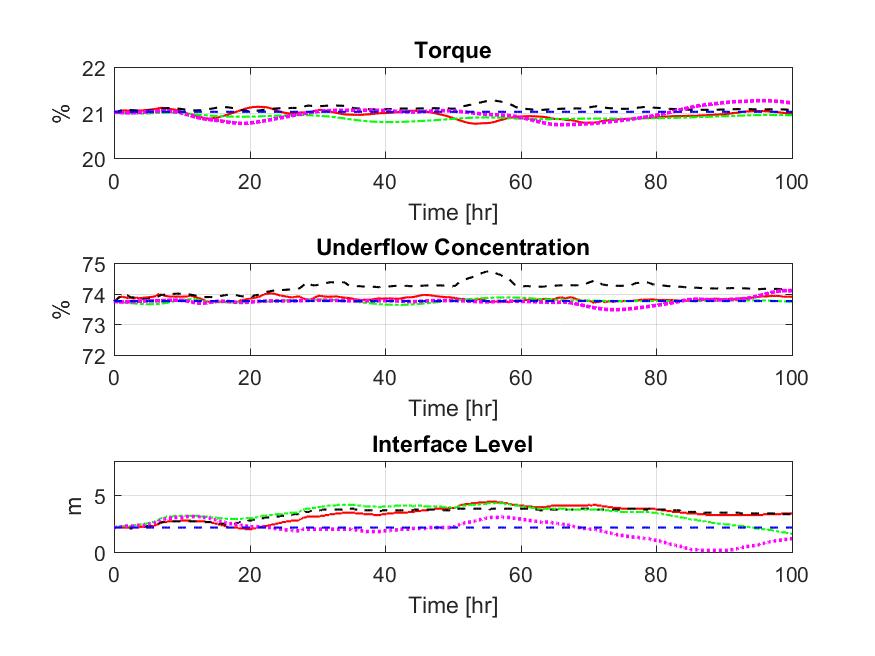 Torque
22
21
20
%
0 20 40 60 80 100
Time [hr]
Underflow Concentration
75
74
73
72
%
0 20 40 60 80 100
Time [hr]
Interface Level
5
0
m
0 20 40 60 80 100
Time [hr]